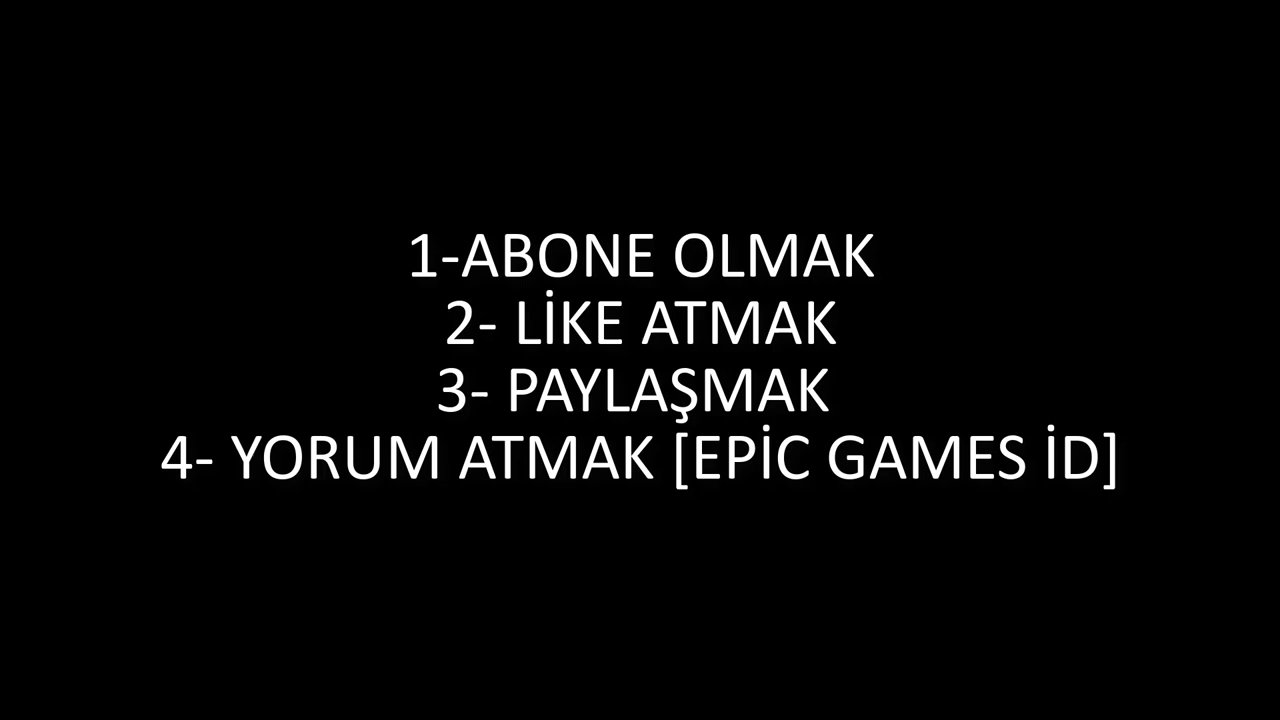 1-ABONE OLMAK
2- LİKE ATMAK
3- PAYLAŞMAK
4- YORUM ATMAK [EPİC GAMES İD]